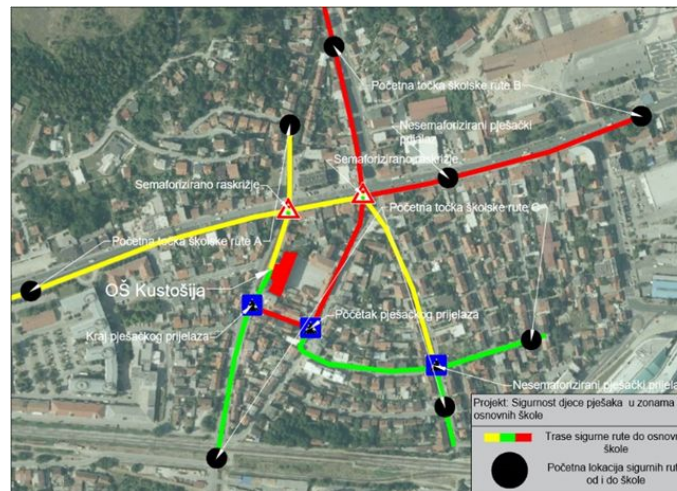 Početna točka školske rute B
Nesemaforizirani pješački
prijelaz
Semaforizirano raskrižje
Semaforizirano raskrižje
Početna točka školske rute C
Početna točka školske rute A
OŠ Kustošija
Kraj pješačkog prijelaza
Početak pješačkog prijelaza
Nesemaforizirani pješački prijela
Projekt: Sigurnost djece pješaka u zonama
osnovnih škole
Trase sigurne rute do osnovn
škole
Početna lokacija sigurnih rut
od i do škole